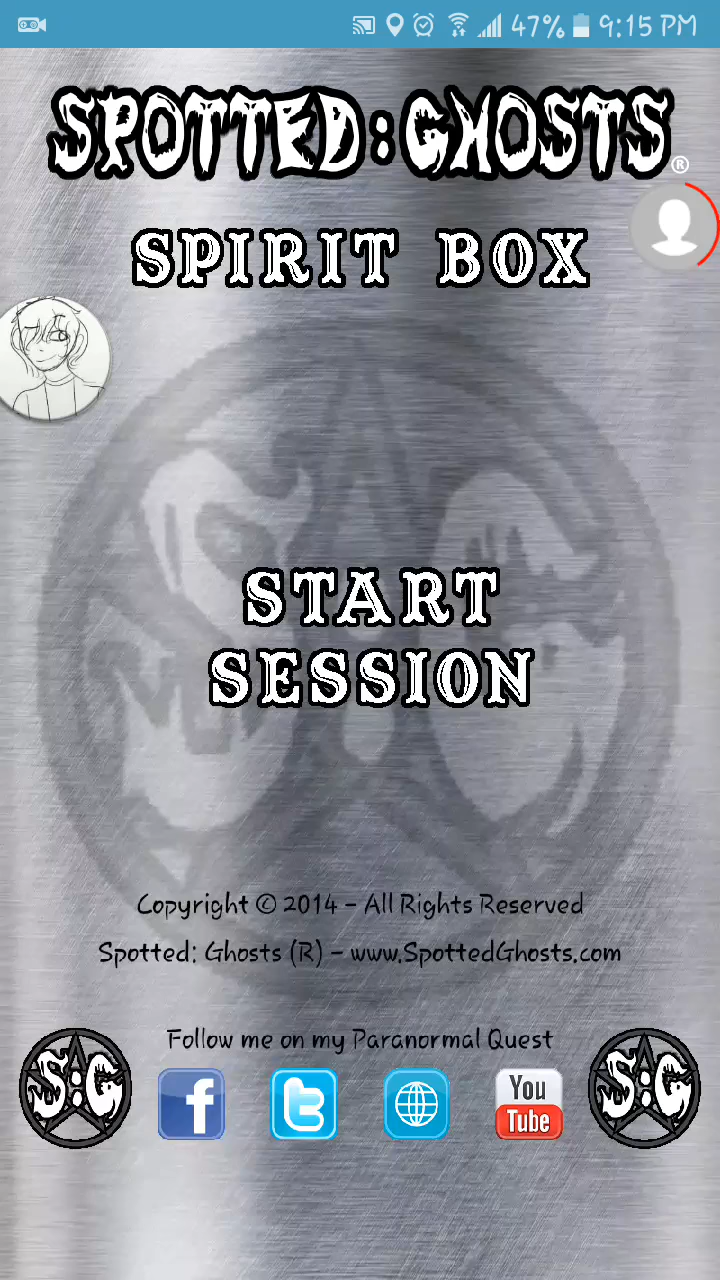 47% 9:15 PM
SPOTTED:GHOSTS®
SPIRIT BOX
START
SESSION
Copyright © 2014 - All Rights Reserved
Spotted: Ghosts (R) - www.SpottedGhosts.com
Follow me on my Paranormal Quest
S:G f t You Tube S:G